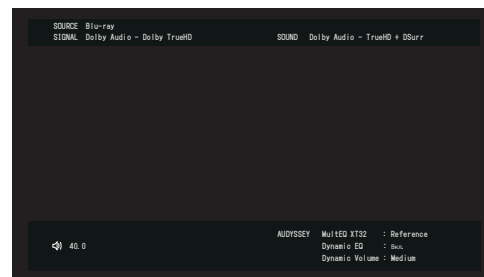 SOURCE Blu-ray
SIGNAL Dolby Audio - Dolby TrueHD SOUND Dolby Audio - TrueHD + DSurr
AUDYSSEY MultEQ XT32 : Reference
40.0 Dynamic EQ :
Dynamic Volume : Medium